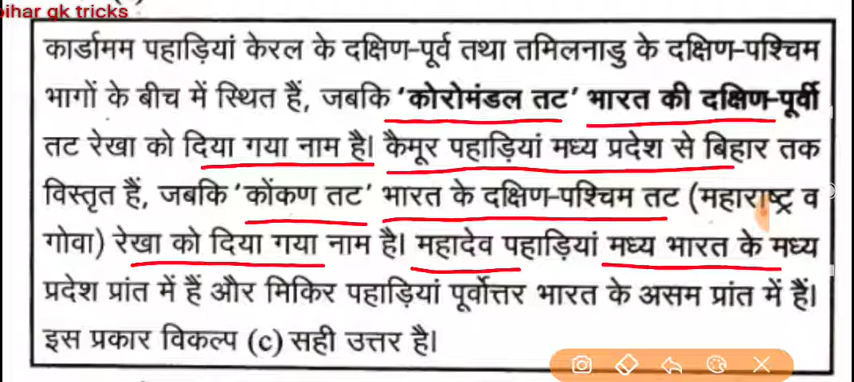 bihar gk tricks
कार्डामम पहाड़ियां केरल के दक्षिण-पूर्व तथा तमिलनाडु के दक्षिण-पश्चिम
भागों के बीच में स्थित हैं, जबकि ‘कोरोमंडल तट’ भारत की दक्षिण-पूर्वी
तट रेखा को दिया गया नाम है। कैमूर पहाड़ियां मध्य प्रदेश से बिहार तक
विस्तृत हैं, जबकि ‘कोंकण तट’ भारत के दक्षिण-पश्चिम तट (महाराष्ट्र व
गोवा) रेखा को दिया गया नाम है। महादेव पहाड़ियां मध्य भारत के मध्य
प्रदेश प्रांत में हैं और मिकिर पहाड़ियां पूर्वोत्तर भारत के असम प्रांत में हैं।
इस प्रकार विकल्प (c) सही उत्तर है।